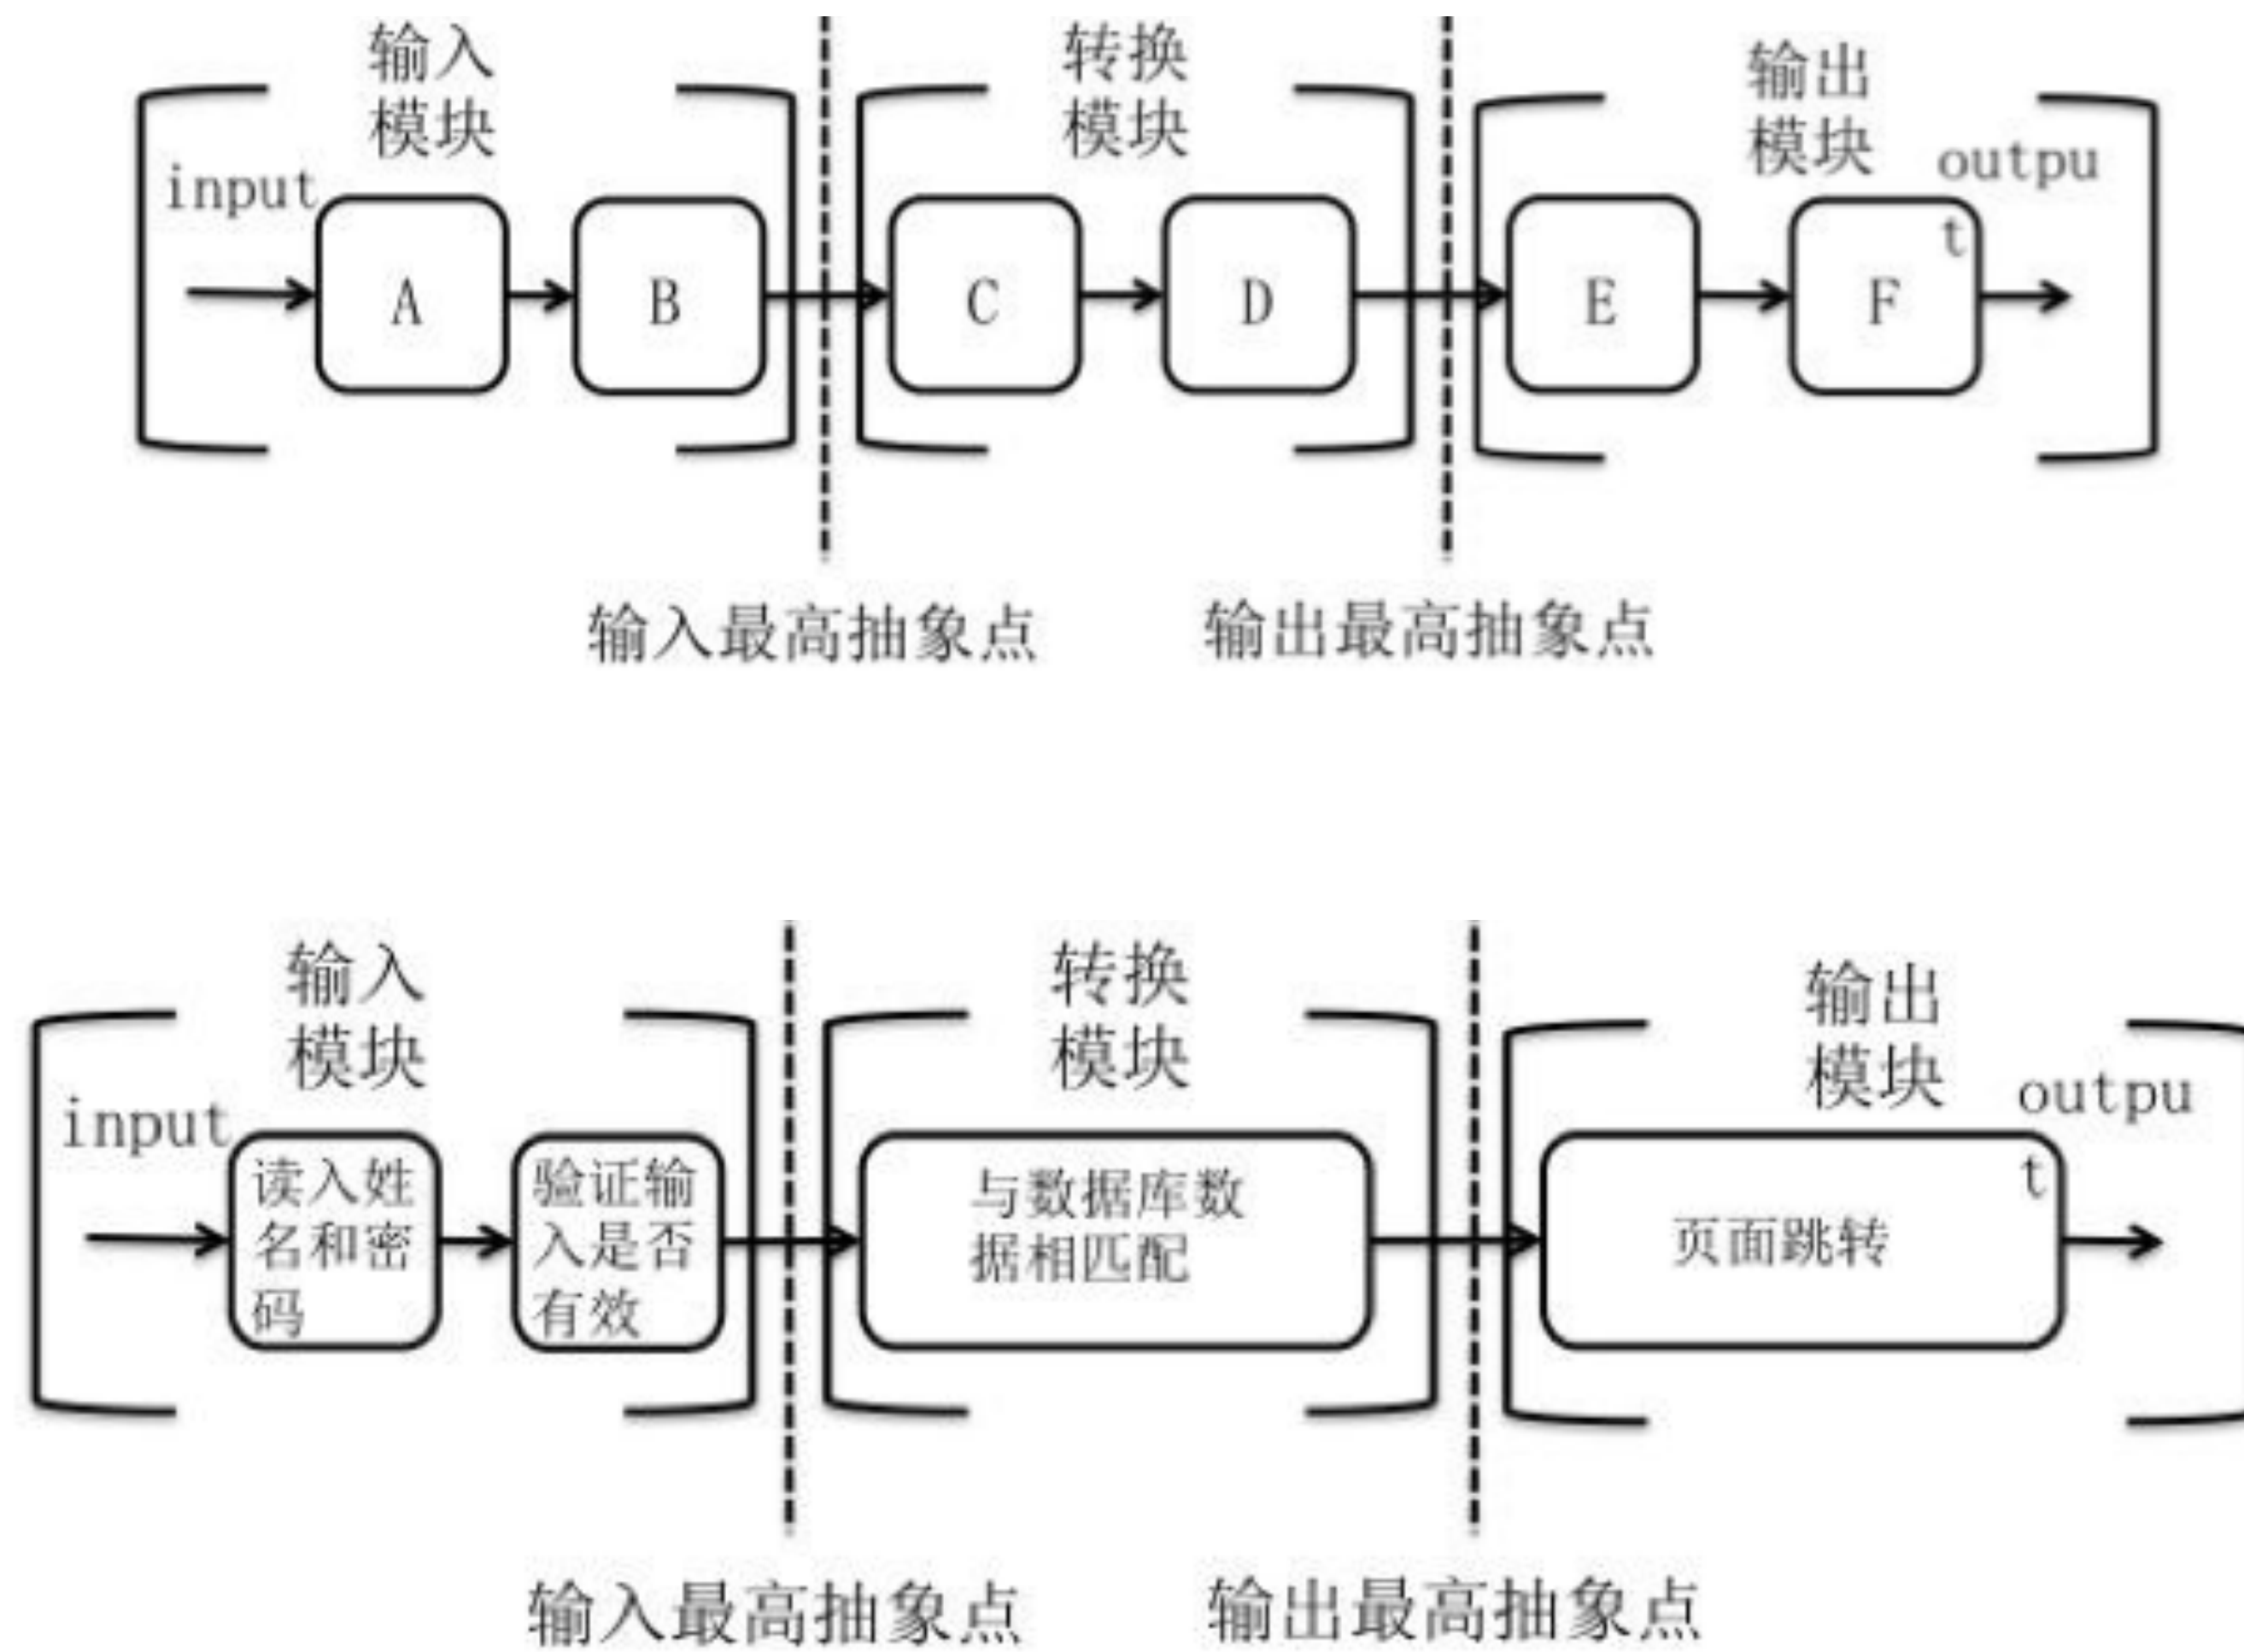 输入
模块
转换
模块
输出
模块
input
outpu
t
A
B
C
D
E
F
输入最高抽象点
输出最高抽象点
输入
模块
转换
模块
输出
模块
input
outpu
t
读入姓
名和密
码
验证输
入是否
有效
与数据库数
据相匹配
页面跳转
输入最高抽象点
输出最高抽象点